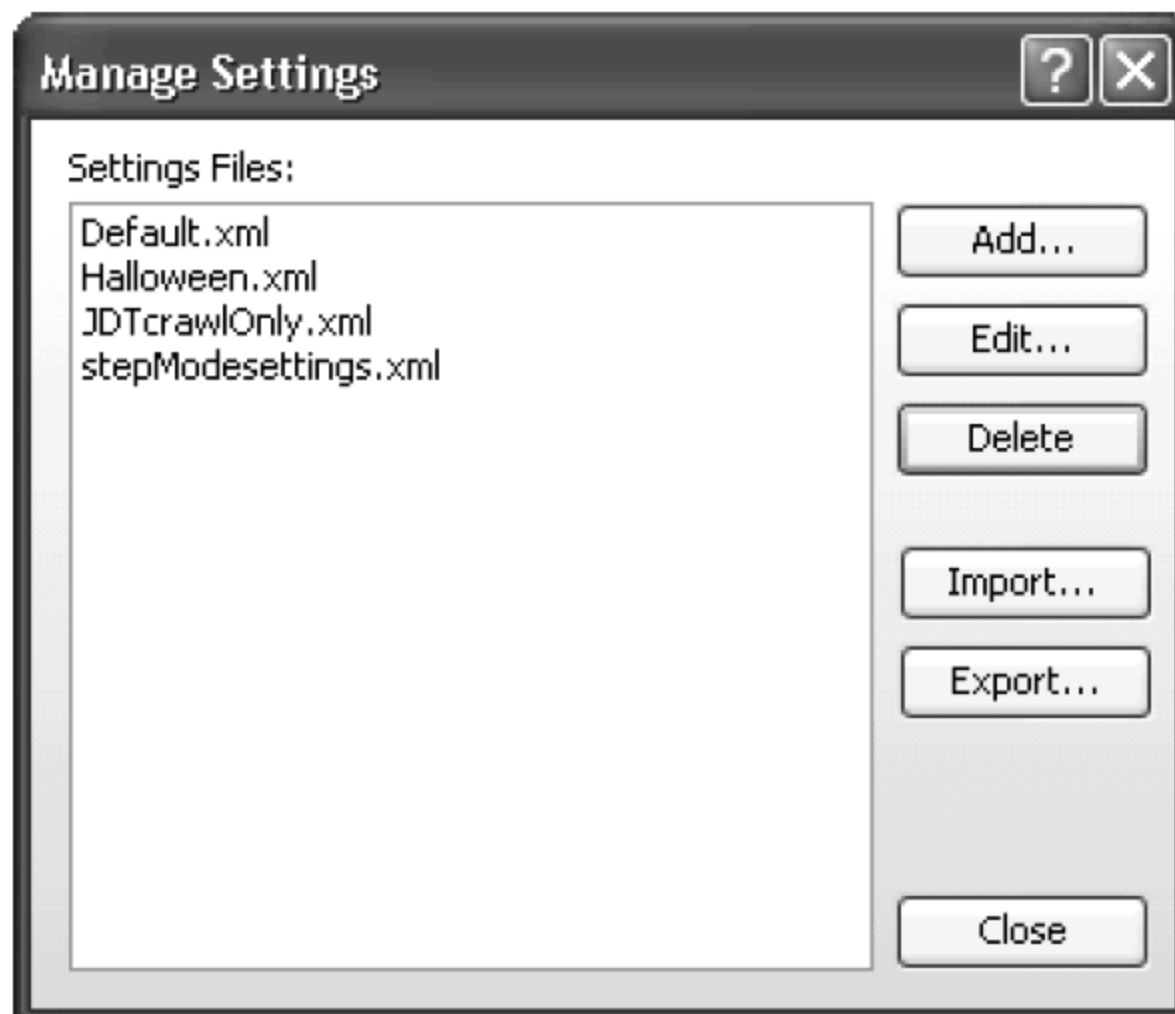 Manage Settings
Settings Files:
Default.xml
Halloween.xml
JDTcrawlOnly.xml
stepModesettings.xml
Add...
Edit...
Delete
Import...
Export...
Close